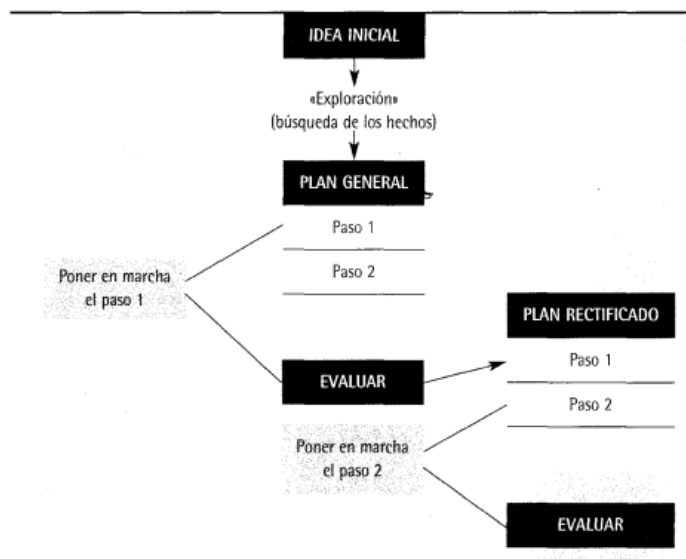 IDEA INICIAL
«Exploración»
(búsqueda de los hechos)
PLAN GENERAL
Paso 1
Paso 2
Poner en marcha
el paso 1
EVALUAR
PLAN RECTIFICADO
Paso 1
Paso 2
Poner en marcha
el paso 2
EVALUAR